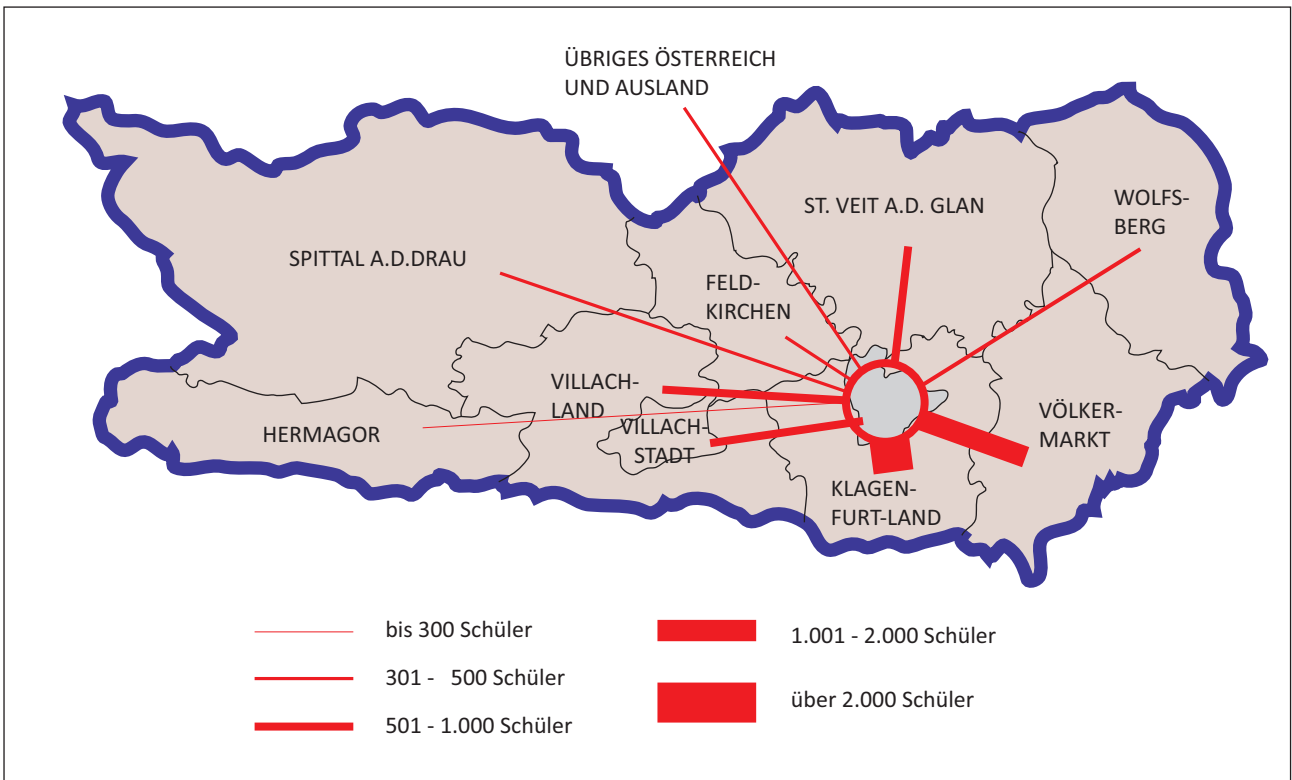 ÜBRIGES ÖSTERREICH
UND AUSLAND
ST. VEIT A.D. GLAN
WOLFS-
BERG
SPITTAL A.D.DRAU
FELD-
KIRCHEN
VILLACH-
LAND
HERMAGOR
VILLACH-
STADT
VÖLKER-
MARKT
KLAGEN-
FURT-LAND
bis 300 Schüler
301 - 500 Schüler
501 - 1.000 Schüler
1.001 - 2.000 Schüler
über 2.000 Schüler